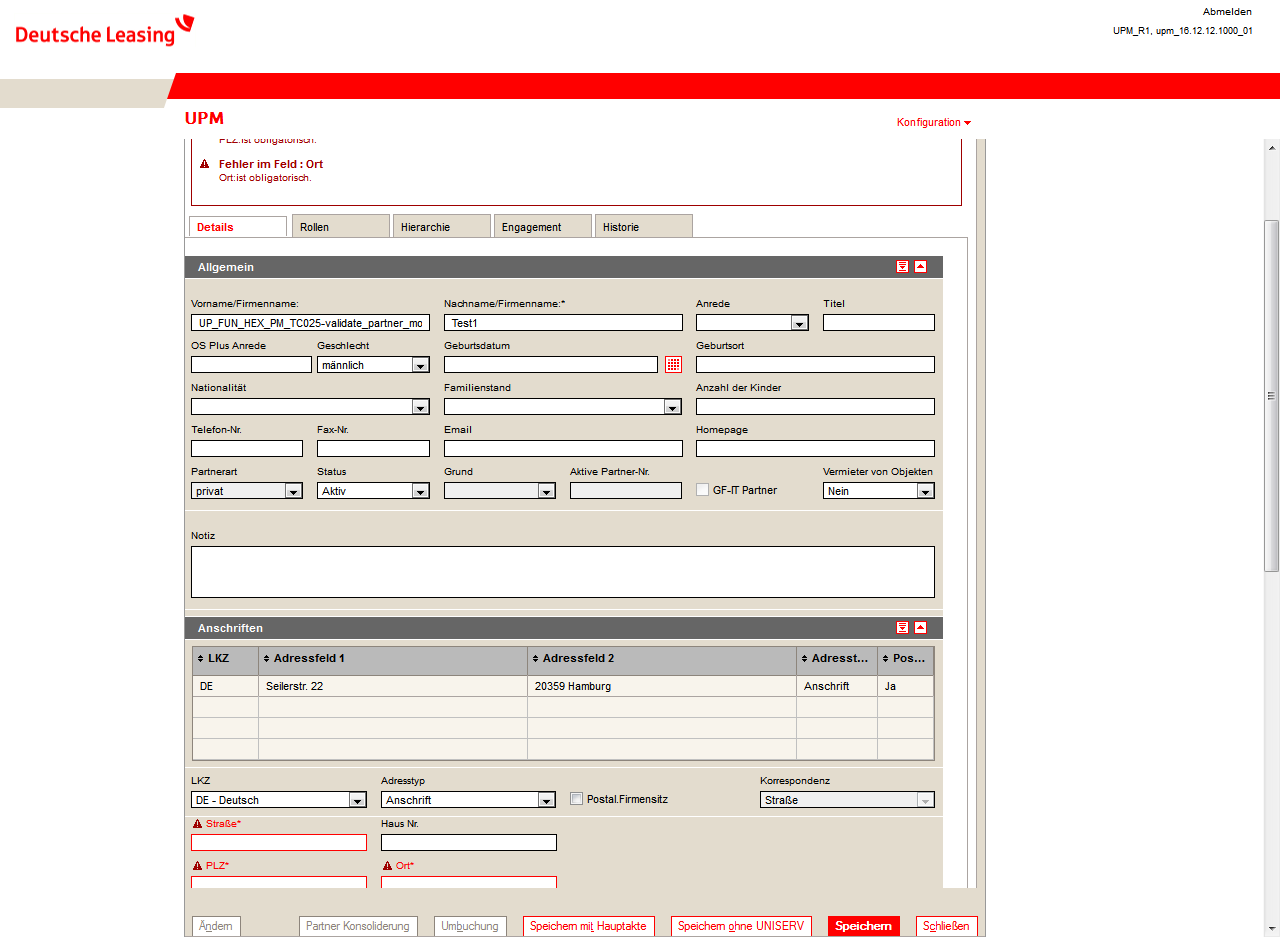 Deutsche Leasing
Abmelden
UPM_R1, upm_16.12.12.1000_01
UPM
Konfiguration
PLZ:ist obligatorisch.
Fehler im Feld : Ort
Ort:ist obligatorisch.
Details Rollen Hierarchie Engagement Historie
Allgemein
Vorname/Firmenname: Nachname/Firmenname:* Anrede Titel
UP_FUN_HEX_PM_TC025-validate_partner_mo Test1
OS Plus Anrede Geschlecht Geburtsdatum Geburtsort
männlich
Nationalität Familienstand Anzahl der Kinder
Telefon-Nr. Fax-Nr. Email Homepage
Partnerart Status Grund Aktive Partner-Nr. Vermieter von Objekten
privat Aktiv GF-IT Partner Nein
Notiz
Anschriften
LKZ Adressfeld 1 Adressfeld 2 Adresst... Pos...
DE Seilerstr. 22 20359 Hamburg Anschrift Ja
LKZ Adresstyp Korrespondenz
DE - Deutsch Anschrift Postal.Firmensitz Straße
Straße* Haus Nr.
PLZ* Ort*
Ändern Partner Konsolidierung Umbuchung Speichern mit Hauptakte Speichern ohne UNISERV Speichern Schließen